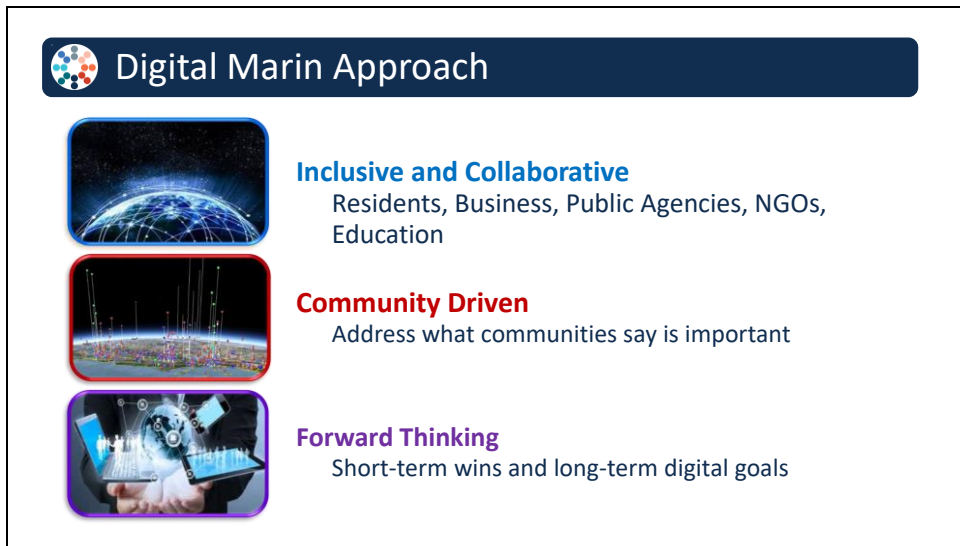 Digital Marin Approach
Inclusive and Collaborative
Residents, Business, Public Agencies, NGOs,
Education
Community Driven
Address what communities say is important
Forward Thinking
Short-term wins and long-term digital goals